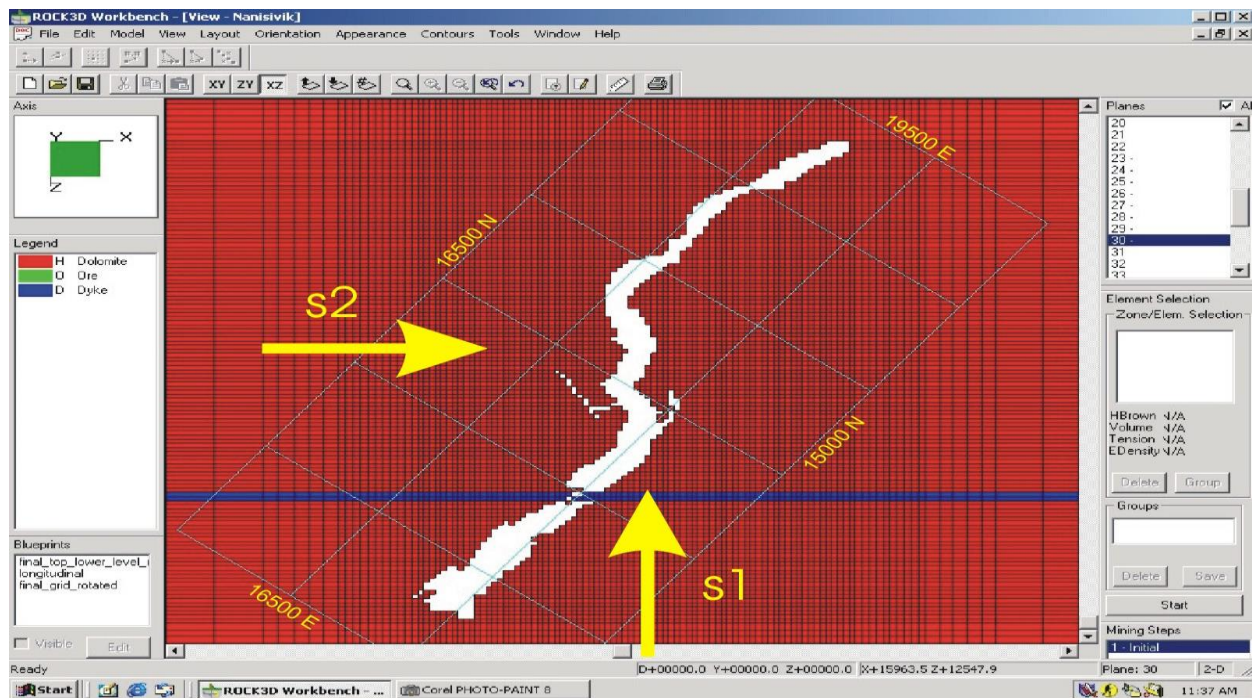 ROCK3D Workbench - [View - Nanisivik]
File Edit Model View Layout Orientation Appearance Contours Tools Window Help
XY ZY XZ
Axis
Y X
Z
Legend
H Dolomite
O Ore
D Dyke
Blueprints
final_top_lower_level_
longitudinal
final_grid_rotated
Visible Edit
19500 E
16500 N
s2
15000 N
s1
16500 E
Planes Al
20
21
22
23 -
24 -
25 -
26 -
27 -
28 -
29 -
30 -
31
32
33
Element Selection
Zone/Elem. Selection
HBrown N/A
Volume N/A
Tension N/A
EDensity N/A
Delete Group
Groups
Delete Save
Start
Mining Steps
1 - Initial
Ready
D+00000.0 Y+00000.0 Z+00000.0 X+15963.5 Z+12547.9 Plane: 30 2-D
Start ROCK3D Workbench - ... Corel PHOTO-PAINT 8 11:37 AM